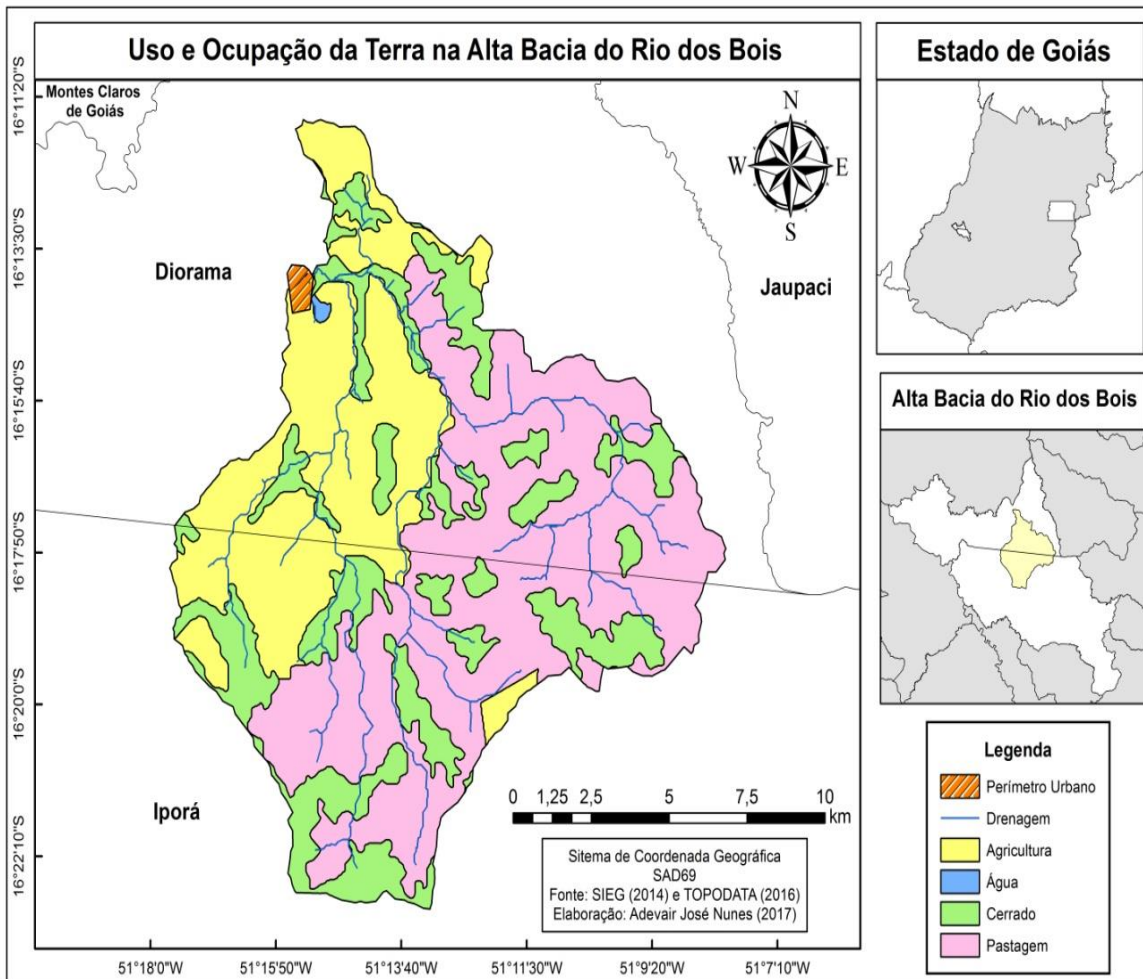 Uso e Ocupação da Terra na Alta Bacia do Rio dos Bois
Montes Claros
de Goiás
N
W
E
S
Diorama
Jaupaci
Iporá
16°11'20"S
16°13'30"S
16°15'40"S
16°17'50"S
16°20'0"S
16°22'10"S
51°18'0"W
51°15'50"W
51°13'40"W
51°11'30"W
51°9'20"W
51°7'10"W
0 1,25 2,5 5 7,5 10
km
Sitema de Coordenada Geográfica
SAD69
Fonte: SIEG (2014) e TOPODATA (2016)
Elaboração: Adevair José Nunes (2017)
Estado de Goiás
Alta Bacia do Rio dos Bois
Legenda
Perímetro Urbano
Drenagem
Agricultura
Água
Cerrado
Pastagem